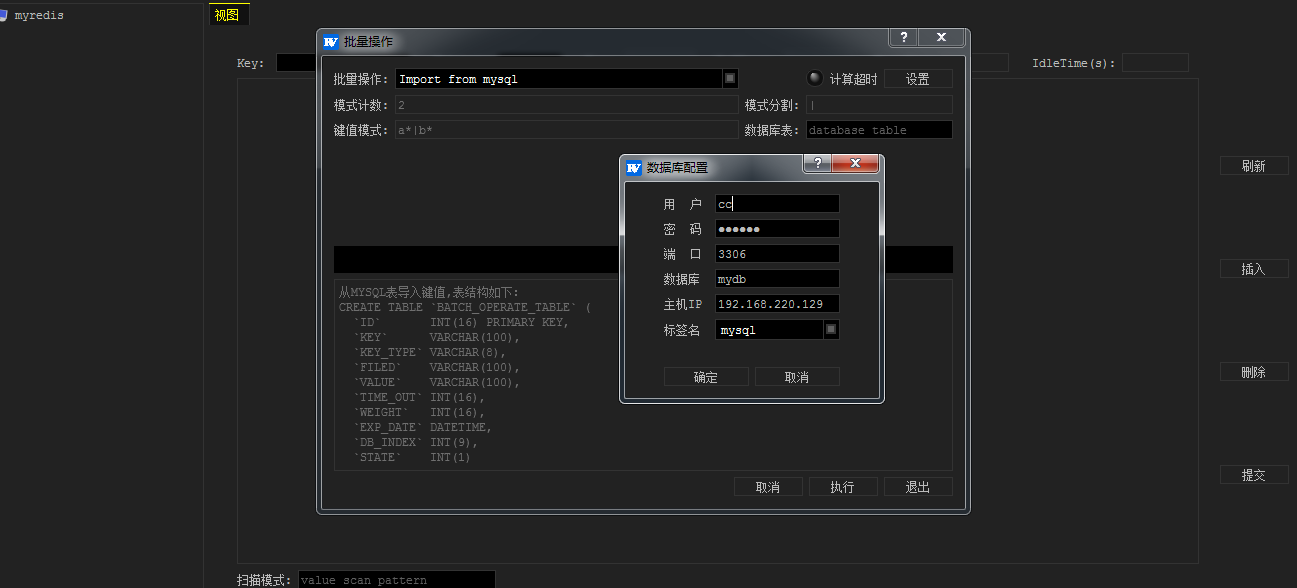 myredis
视图
Key:
IdleTime(s):
批量操作
批量操作: Import from mysql
计算超时 设置
模式计数: 2
模式分割: |
键值模式: a*|b*
数据库表: database table
数据库配置
用 户 cc
密 码 ●●●●●●
端 口 3306
数据库 mydb
主机IP 192.168.220.129
标签名 mysql
确定 取消
从MYSQL表导入键值,表结构如下:
CREATE TABLE `BATCH_OPERATE_TABLE` (
`ID` INT(16) PRIMARY KEY,
`KEY` VARCHAR(100),
`KEY_TYPE` VARCHAR(8),
`FILED` VARCHAR(100),
`VALUE` VARCHAR(100),
`TIME_OUT` INT(16),
`WEIGHT` INT(16),
`EXP_DATE` DATETIME,
`DB_INDEX` INT(9),
`STATE` INT(1)
取消 执行 退出
刷新
插入
删除
提交
扫描模式: value scan pattern